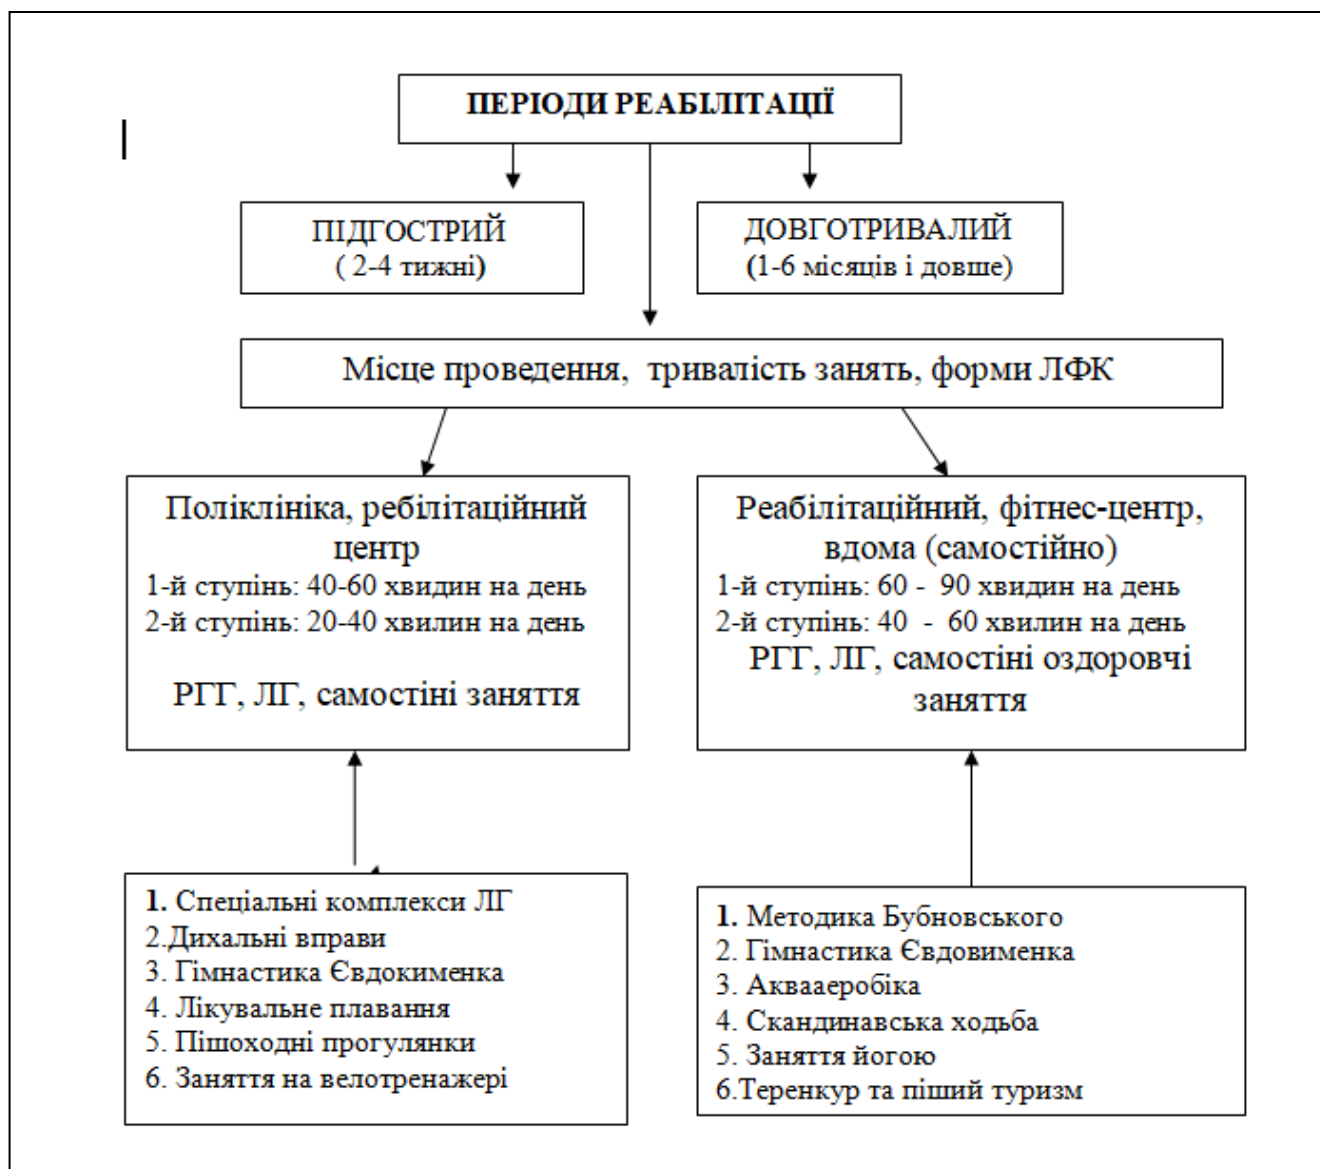 ПЕРІОДИ РЕАБІЛІТАЦІЇ
ПІДГОСТРИЙ
( 2-4 тижні)
ДОВГОТРИВАЛИЙ
(1-6 місяців і довше)
Місце проведення, тривалість занять, форми ЛФК
Поліклініка, ребілітаційний
центр
1-й ступінь: 40-60 хвидин на день
2-й ступінь: 20-40 хвилин на день
РГГ, ЛГ, самостіні заняття
Реабілітаційний, фітнес-центр,
вдома (самостійно)
1-й ступінь: 60 - 90 хвидин на день
2-й ступінь: 40 - 60 хвилин на день
РГГ, ЛГ, самостіні оздоровчі
заняття
1. Спеціальні комплекси ЛГ
2.Дихальні вправи
3. Гімнастика Євдокименка
4. Лікувальне плавання
5. Пішоходні прогулянки
6. Заняття на велотренажері
1. Методика Бубновського
2. Гімнастика Євдовименка
3. Аквааеробіка
4. Скандинавська ходьба
5. Заняття йогою
6.Теренкур та піший туризм